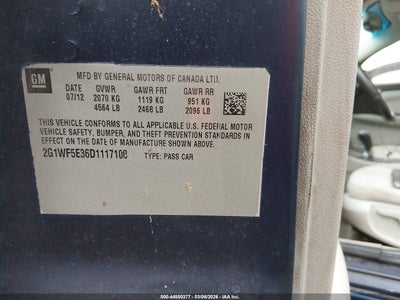 GM
MFD BY GENERAL MOTORS OF CANADA LTD.
DATE GVWR GAWR FRT GAWR RR
07/12 2070 KG 1119 KG 951 KG
4564 LB 2468 LB 2096 LB
THIS VEHICLE CONFORMS TO ALL APPLICABLE U.S. FEDERAL MOTOR
VEHICLE SAFETY, BUMPER, AND THEFT PREVENTION STANDARDS IN
EFFECT ON THE DATE OF MANUFACTURE SHOWN ABOVE.
2G1WF5E36D1117106 TYPE: PASS CAR
000-44550377 - 03/06/2026 - IAA Inc.